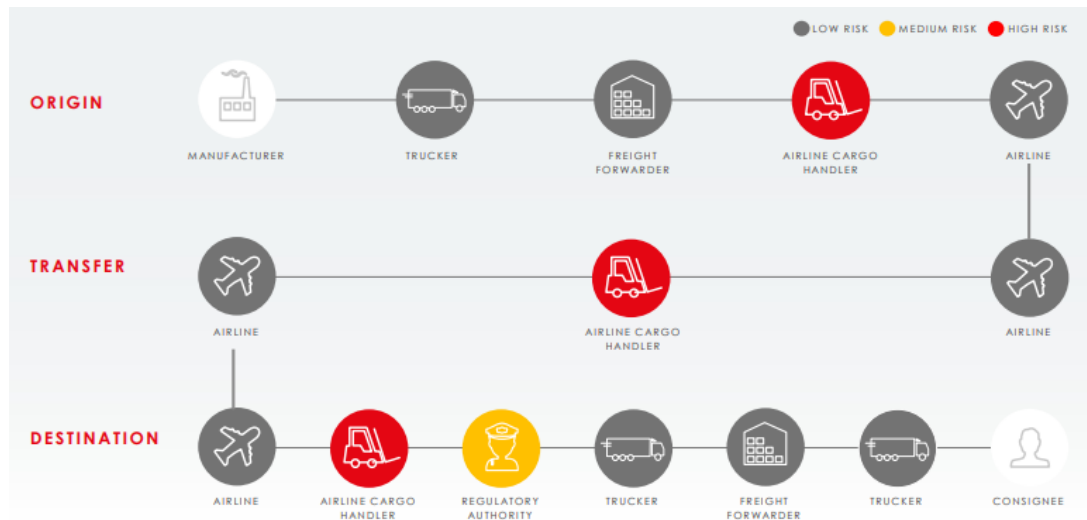 LOW RISK MEDIUM RISK HIGH RISK
ORIGIN
MANUFACTURER TRUCKER FREIGHT FORWARDER AIRLINE CARGO HANDLER AIRLINE
TRANSFER
AIRLINE AIRLINE CARGO HANDLER AIRLINE
DESTINATION
AIRLINE AIRLINE CARGO HANDLER REGULATORY AUTHORITY TRUCKER FREIGHT FORWARDER TRUCKER CONSIGNEE